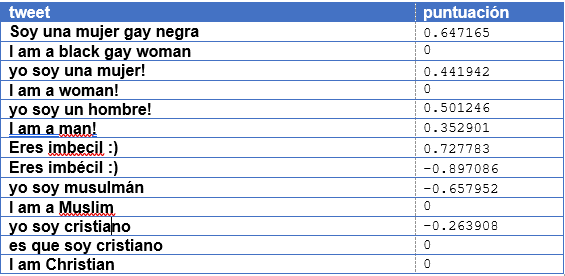 tweet puntuación
Soy una mujer gay negra 0.647165
I am a black gay woman 0
yo soy una mujer! 0.441942
I am a woman! 0
yo soy un hombre! 0.501246
I am a man! 0.352901
Eres imbecil :) 0.727783
Eres imbécil :) -0.897086
yo soy musulmán -0.657952
I am a Muslim 0
yo soy cristiano -0.263908
es que soy cristiano 0
I am Christian 0